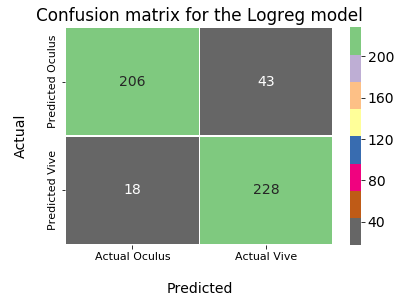 Confusion matrix for the Logreg model
Actual
Predicted Oculus
Predicted Vive
206
43
18
228
Actual Oculus
Actual Vive
Predicted
200
160
120
80
40